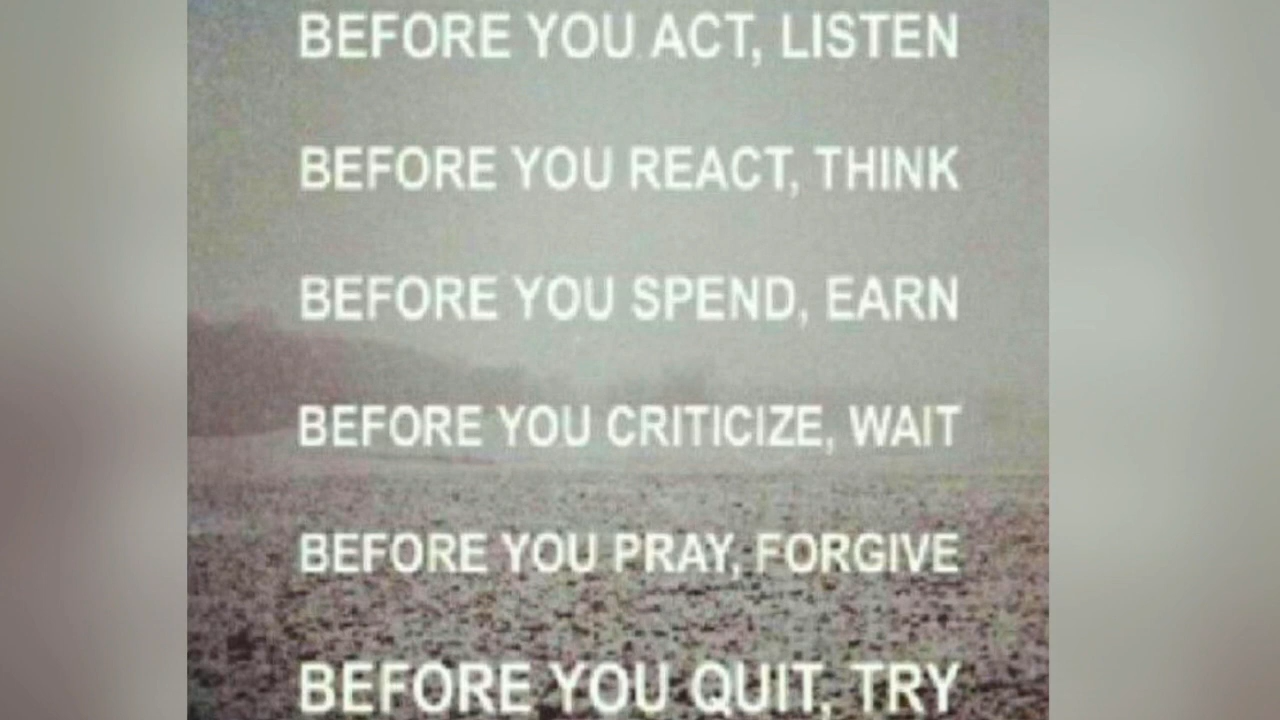 BEFORE YOU ACT, LISTEN
BEFORE YOU REACT, THINK
BEFORE YOU SPEND, EARN
BEFORE YOU CRITICIZE, WAIT
BEFORE YOU PRAY, FORGIVE
BEFORE YOU QUIT, TRY